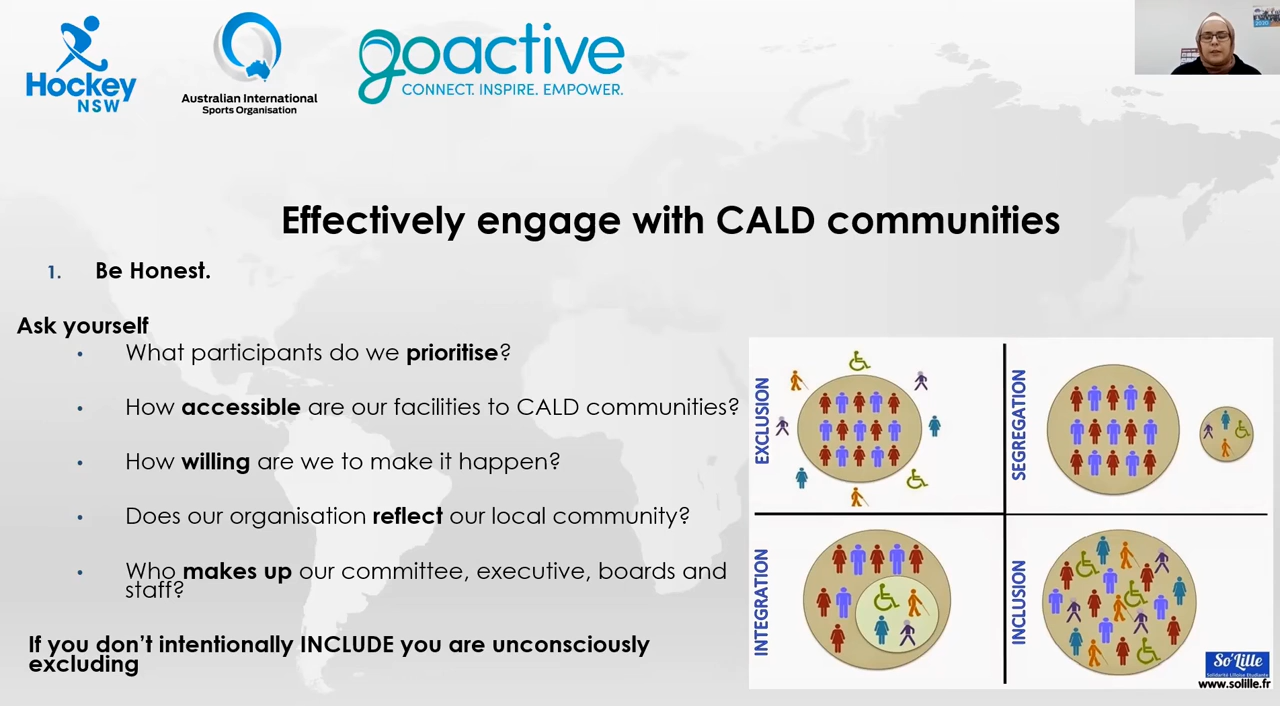 Hockey
NSW
Australian International
Sports Organisation
goactive
CONNECT. INSPIRE. EMPOWER.
Effectively engage with CALD communities
1. Be Honest.
Ask yourself
• What participants do we prioritise?
• How accessible are our facilities to CALD communities?
• How willing are we to make it happen?
• Does our organisation reflect our local community?
• Who makes up our committee, executive, boards and
staff?
If you don't intentionally INCLUDE you are unconsciously
excluding
EXCLUSION
SEGREGATION
INTEGRATION
INCLUSION
So'Lille
Solidarité Lilloise Etudiante
www.solille.fr